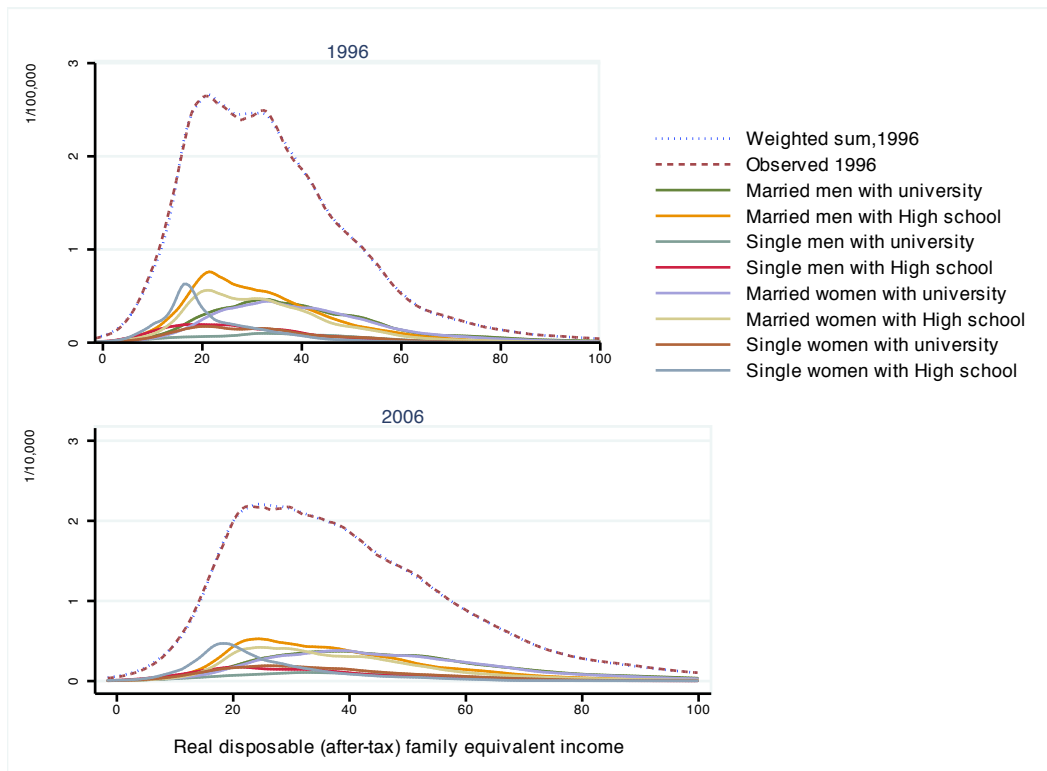 1996
1/100,000
3
2
1
0
0 20 40 60 80 100
Weighted sum,1996
Observed 1996
Married men with university
Married men with High school
Single men with university
Single men with High school
Married women with university
Married women with High school
Single women with university
Single women with High school
2006
1/10,000
3
2
1
0
0 20 40 60 80 100
Real disposable (after-tax) family equivalent income